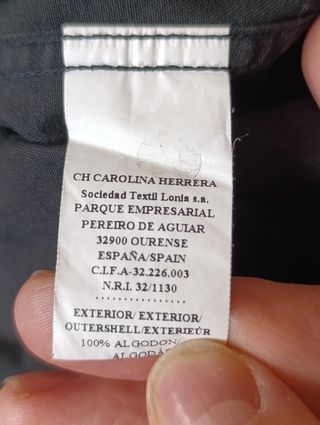 CH CAROLINA HERRERA
Sociedad Textil Lonia s.a.
PARQUE EMPRESARIAL
PEREIRO DE AGUIAR
32900 OURENSE
ESPAÑA/SPAIN
C.I.F.A-32.226.003
N.R.I. 32/1130
EXTERIOR/EXTERIOR/
OUTERSHELL/EXTERIEUR
100% ALGODON/
ALGODÃO